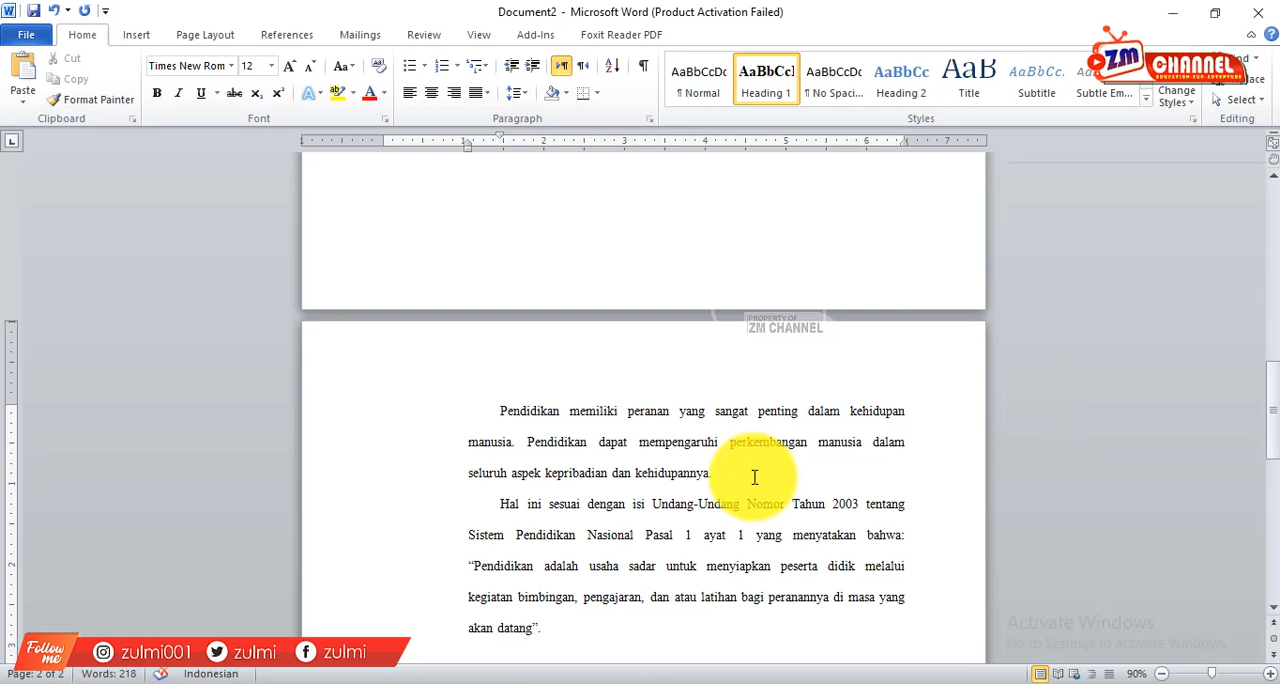 Document2 - Microsoft Word (Product Activation Failed)
File Home Insert Page Layout References Mailings Review View Add-Ins Foxit Reader PDF
ZM CHANNEL
EDUCATION-FUN-ADVENTURE
Paste
Cut
Copy
Format Painter
Clipboard
Times New Rom 12
Font
Paragraph
AaBbCcDc AaBbCcI AaBbCcDc AaBbCc AaB AaBbCc.
¶ Normal Heading 1 ¶ No Spaci... Heading 2 Title Subtitle Subtle Em...
Styles
Change
Styles
Select
Editing
PROPERTY OF
ZM CHANNEL
Pendidikan memiliki peranan yang sangat penting dalam kehidupan
manusia. Pendidikan dapat mempengaruhi perkembangan manusia dalam
seluruh aspek kepribadian dan kehidupannya.
Hal ini sesuai dengan isi Undang-Undang Nomor Tahun 2003 tentang
Sistem Pendidikan Nasional Pasal 1 ayat 1 yang menyatakan bahwa:
“Pendidikan adalah usaha sadar untuk menyiapkan peserta didik melalui
kegiatan bimbingan, pengajaran, dan atau latihan bagi peranannya di masa yang
akan datang”.
Activate Windows
Go to Settings to activate Windows.
Follow
me
zulmi001 zulmi zulmi
Page: 2 of 2 Words: 218 Indonesian 90%